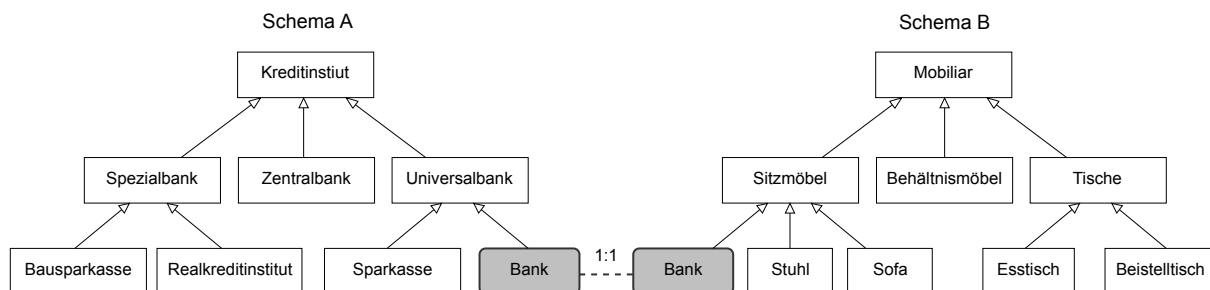 Schema A
Schema B
Kreditinstiut
Mobiliar
Spezialbank
Zentralbank
Universalbank
Sitzmöbel
Behältnismöbel
Tische
Bausparkasse
Realkreditinstitut
Sparkasse
Bank
1:1
Bank
Stuhl
Sofa
Esstisch
Beistelltisch